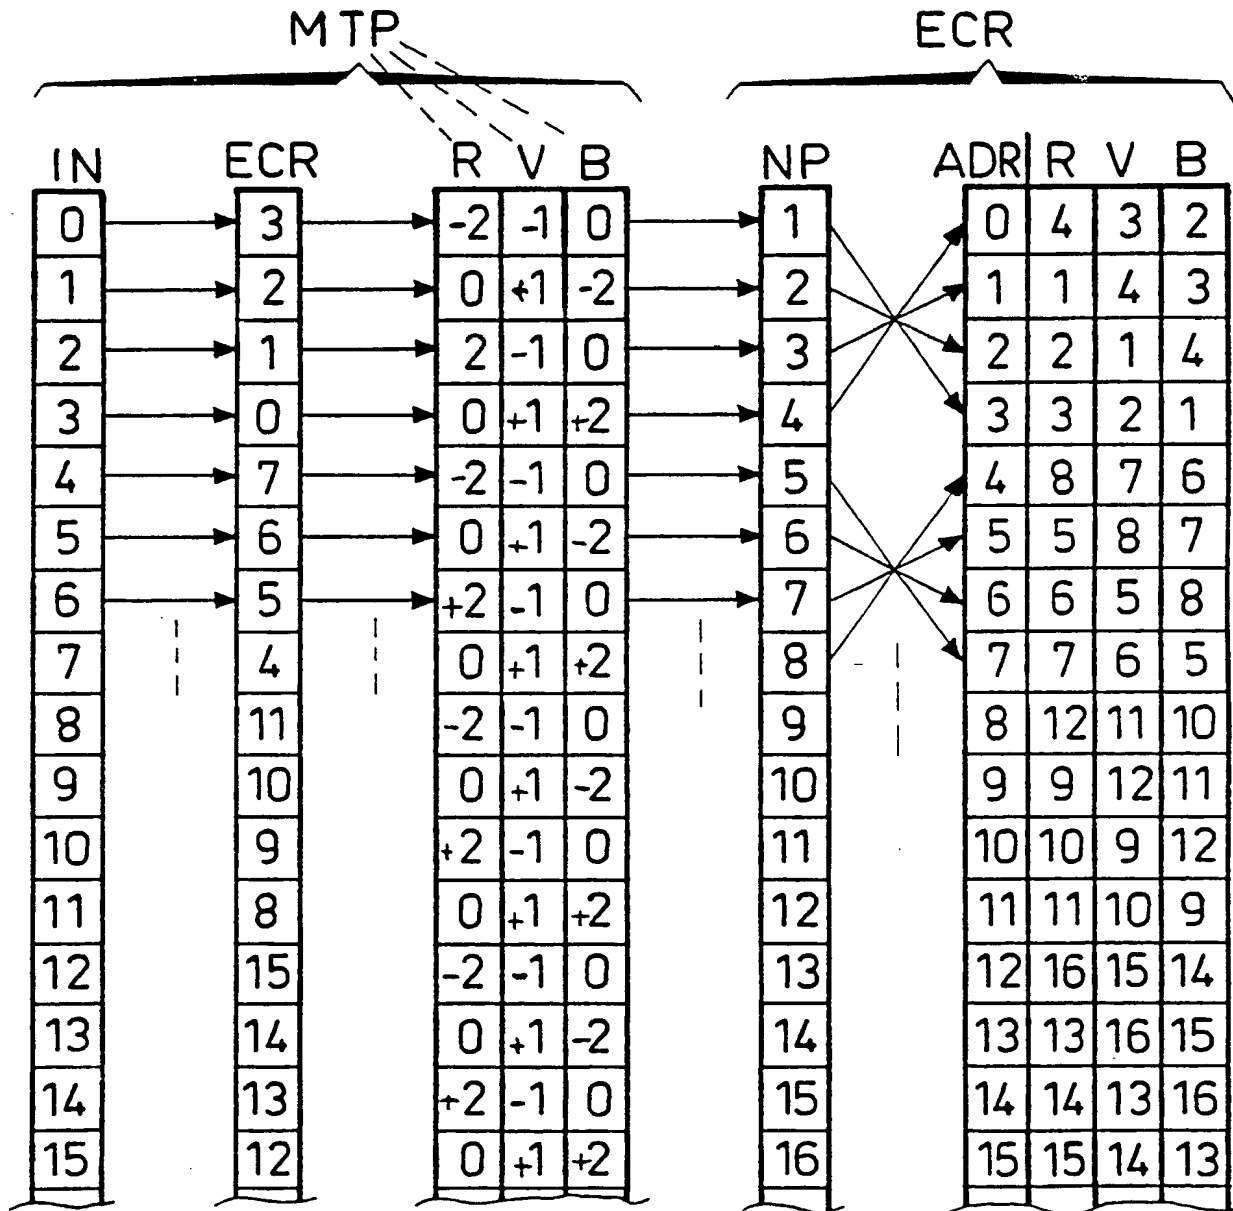 MTP ECR
IN ECR R V B NP ADR R V B
0 3 -2 -1 0 1 0 4 3 2
1 2 0 +1 -2 2 1 1 4 3
2 1 2 -1 0 3 2 2 1 4
3 0 0 +1 +2 4 3 3 2 1
4 7 -2 -1 0 5 4 8 7 6
5 6 0 +1 -2 6 5 5 8 7
6 5 +2 -1 0 7 6 6 5 8
7 4 0 +1 +2 8 7 7 6 5
8 11 -2 -1 0 9 8 12 11 10
9 10 0 +1 -2 10 9 9 12 11
10 9 +2 -1 0 11 10 10 9 12
11 8 0 +1 +2 12 11 11 10 9
12 15 -2 -1 0 13 12 16 15 14
13 14 0 +1 -2 14 13 13 16 15
14 13 +2 -1 0 15 14 14 13 16
15 12 0 +1 +2 16 15 15 14 13